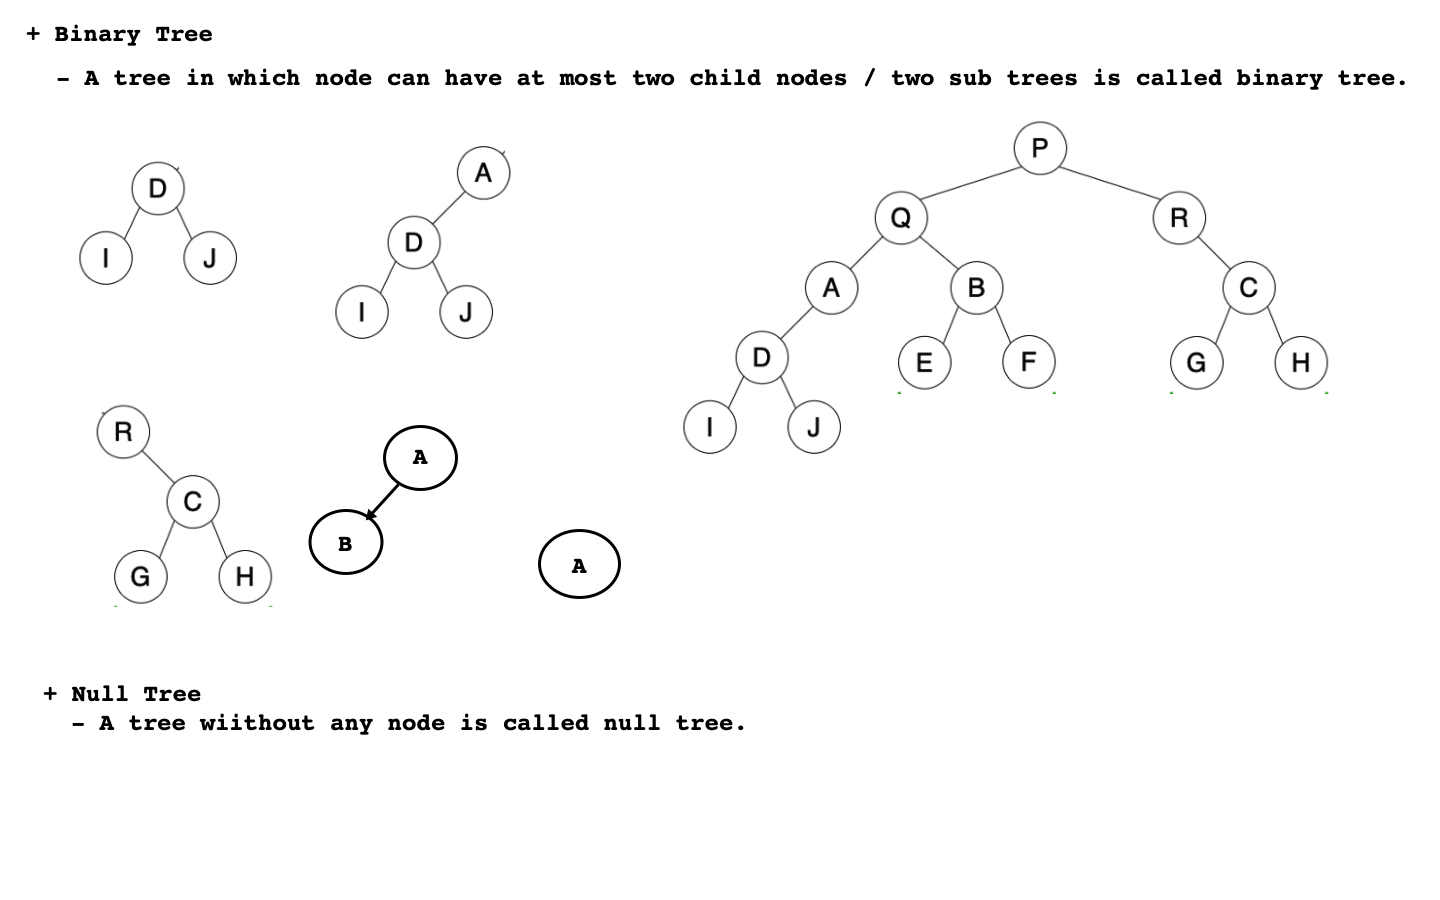 + Binary Tree
- A tree in which node can have at most two child nodes / two sub trees is called binary tree.
D
I J
A
D
I J
P
Q R
A B C
D E F G H
I J
R
C
G H
A
B
A
+ Null Tree
- A tree wiithout any node is called null tree.